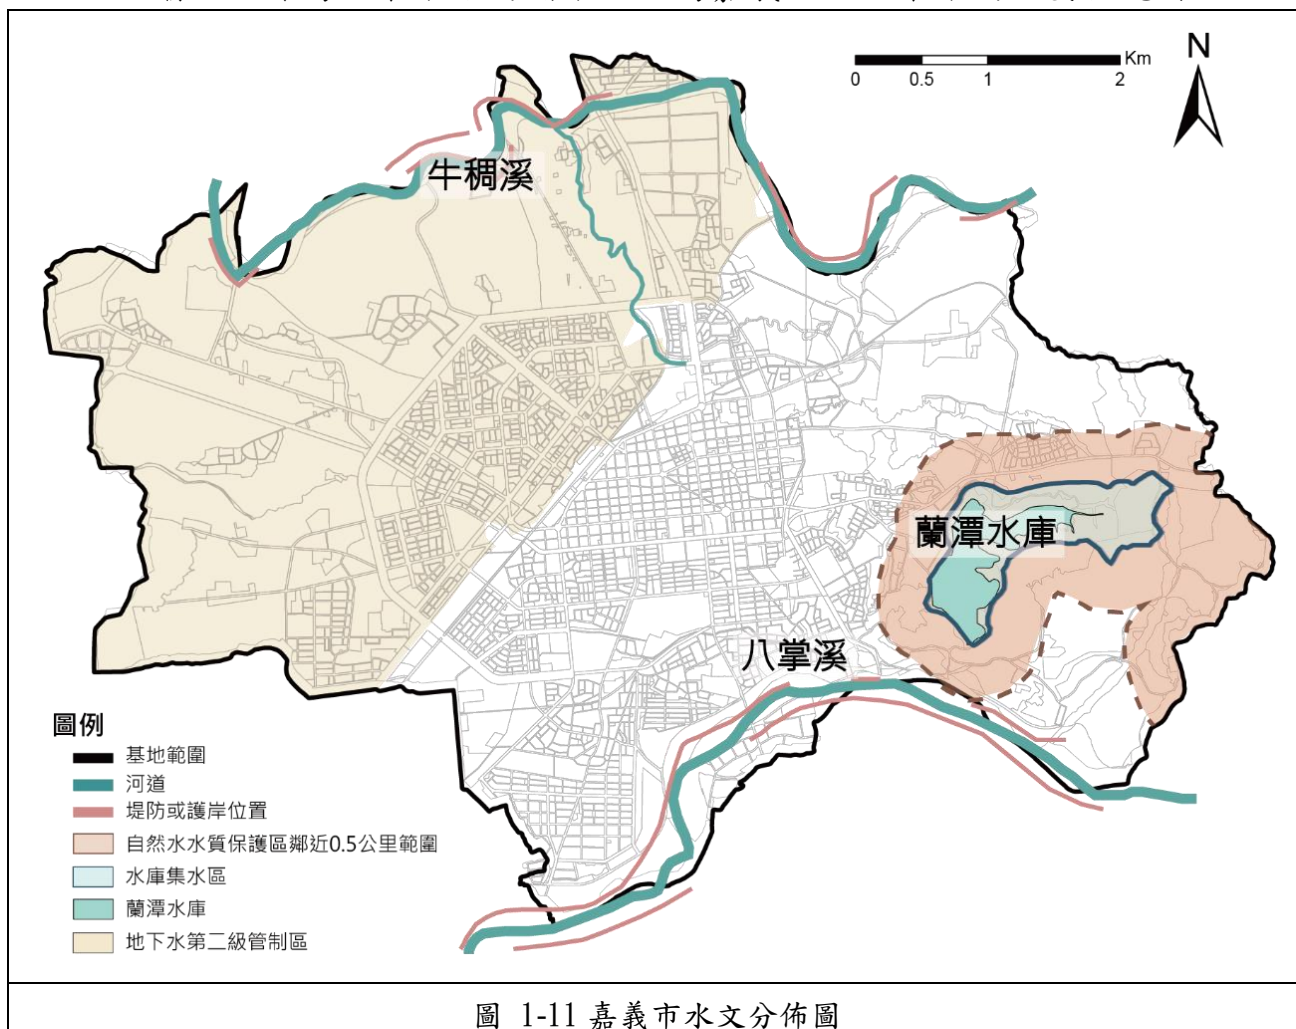 Km
N
0
0.5
1
2
牛稠溪
蘭潭水庫
八掌溪
圖例
基地範圍
河道
堤防或護岸位置
自然水水質保護區鄰近0.5公里範圍
水庫集水區
蘭潭水庫
地下水第二級管制區
圖 1-11 嘉義市水文分佈圖